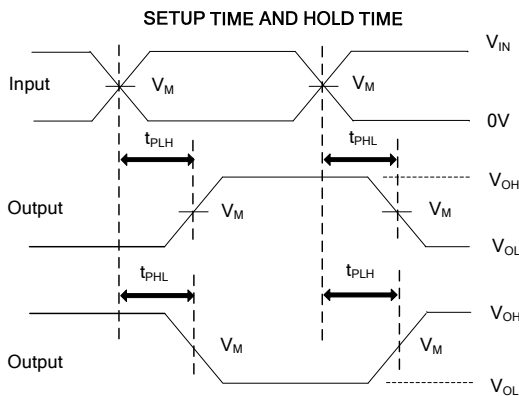 SETUP TIME AND HOLD TIME
V_IN
Input
V_M
V_M
0V
t_PLH
t_PHL
V_OH
Output
V_M
V_M
V_OL
t_PHL
t_PLH
V_OH
Output
V_M
V_M
V_OL